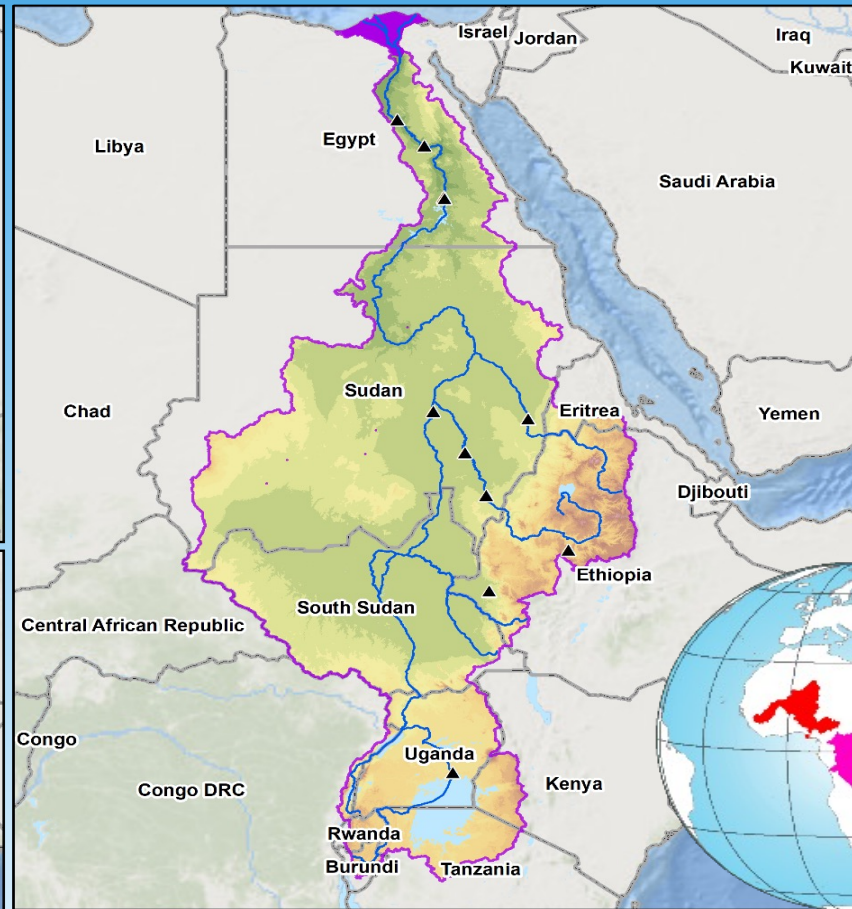 Israel
Jordan
Iraq
Kuwait
Libya
Egypt
Saudi Arabia
Sudan
Chad
Eritrea
Yemen
Djibouti
Ethiopia
South Sudan
Central African Republic
Congo
Uganda
Congo DRC
Kenya
Rwanda
Burundi
Tanzania